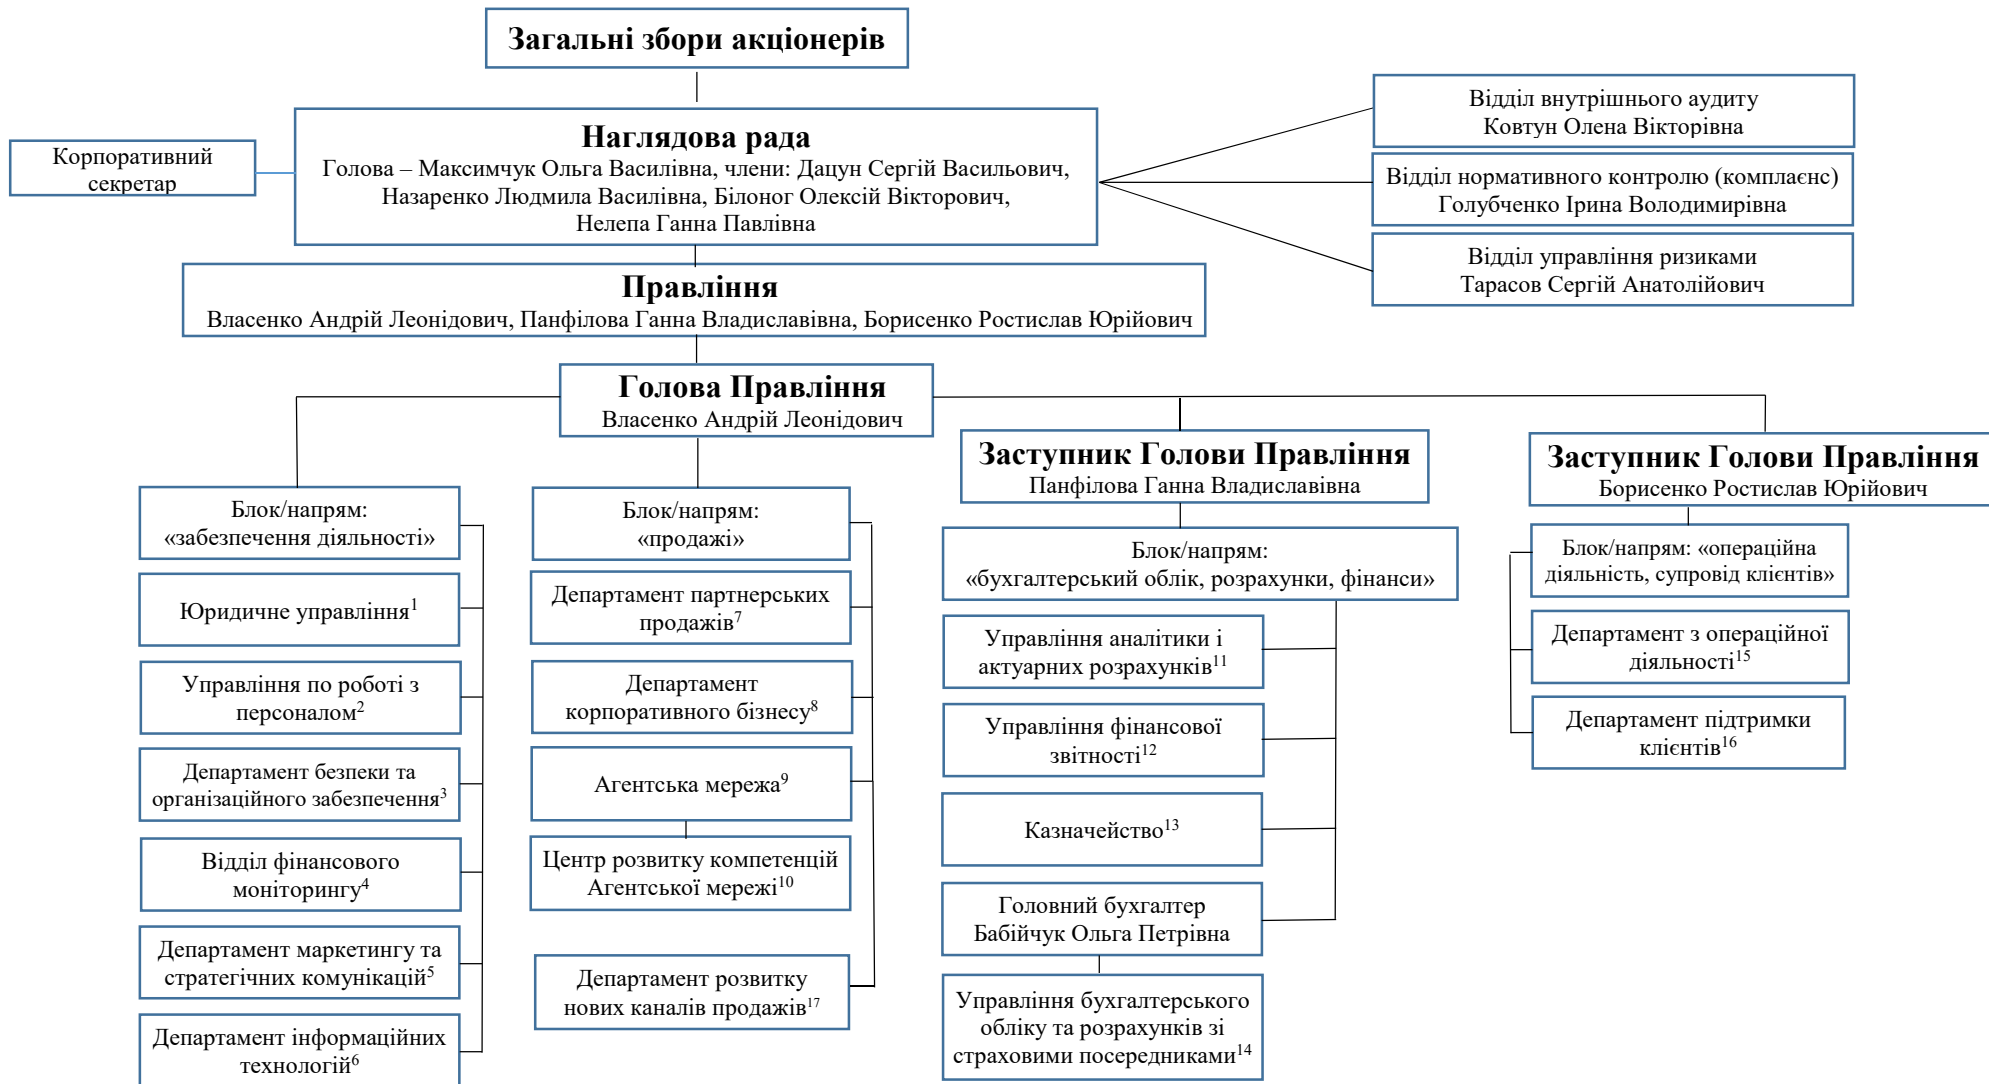 Загальні збори акціонерів
Корпоративний
секретар
Наглядова рада
Голова – Максимчук Ольга Василівна, члени: Дацун Сергій Васильович,
Назаренко Людмила Василівна, Білоног Олексій Вікторович,
Нелепа Ганна Павлівна
Відділ внутрішнього аудиту
Ковтун Олена Вікторівна
Відділ нормативного контролю (комплаєнс)
Голубченко Ірина Володимирівна
Відділ управління ризиками
Тарасов Сергій Анатолійович
Правління
Власенко Андрій Леонідович, Панфілова Ганна Владиславівна, Борисенко Ростислав Юрійович
Голова Правління
Власенко Андрій Леонідович
Заступник Голови Правління
Панфілова Ганна Владиславівна
Заступник Голови Правління
Борисенко Ростислав Юрійович
Блок/напрям:
«забезпечення діяльності»
Юридичне управління¹
Управління по роботі з
персоналом²
Департамент безпеки та
організаційного забезпечення³
Відділ фінансового
моніторингу⁴
Департамент маркетингу та
стратегічних комунікацій⁵
Департамент інформаційних
технологій⁶
Блок/напрям:
«продажі»
Департамент партнерських
продажів⁷
Департамент
корпоративного бізнесу⁸
Агентська мережа⁹
Центр розвитку компетенцій
Агентської мережі¹⁰
Департамент розвитку
нових каналів продажів¹⁷
Блок/напрям:
«бухгалтерський облік, розрахунки, фінанси»
Управління аналітики і
актуарних розрахунків¹¹
Управління фінансової
звітності¹²
Казначейство¹³
Головний бухгалтер
Бабійчук Ольга Петрівна
Управління бухгалтерського
обліку та розрахунків зі
страховими посередниками¹⁴
Блок/напрям: «операційна
діяльність, супровід клієнтів»
Департамент з операційної
діяльності¹⁵
Департамент підтримки
клієнтів¹⁶